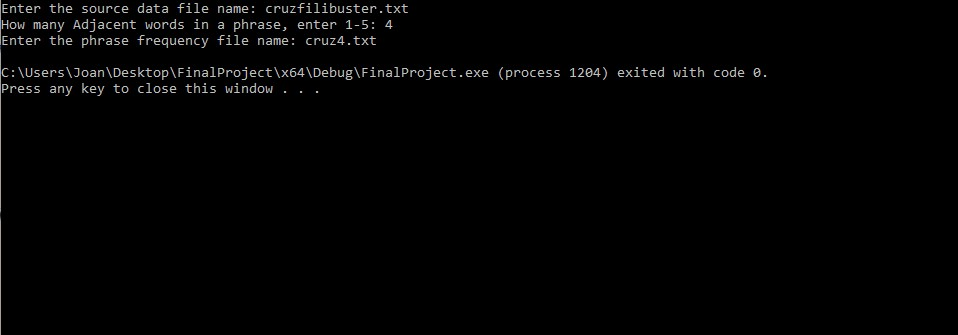 Enter the source data file name: cruzfilibuster.txt
How many Adjacent words in a phrase, enter 1-5: 4
Enter the phrase frequency file name: cruz4.txt
C:\Users\Joan\Desktop\FinalProject\x64\Debug\FinalProject.exe (process 1204) exited with code 0.
Press any key to close this window . . .